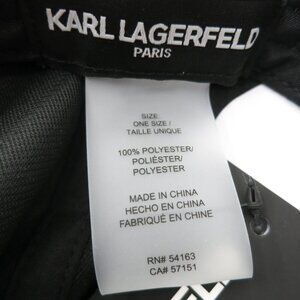 KARL LAGERFELD
PARIS
SIZE:
ONE SIZE /
TAILLE UNIQUE
100% POLYESTER/
POLIÉSTER/
POLYESTER
MADE IN CHINA
HECHO EN CHINA
FABRIQUÉ EN CHINE
RN# 54163
CA# 57151